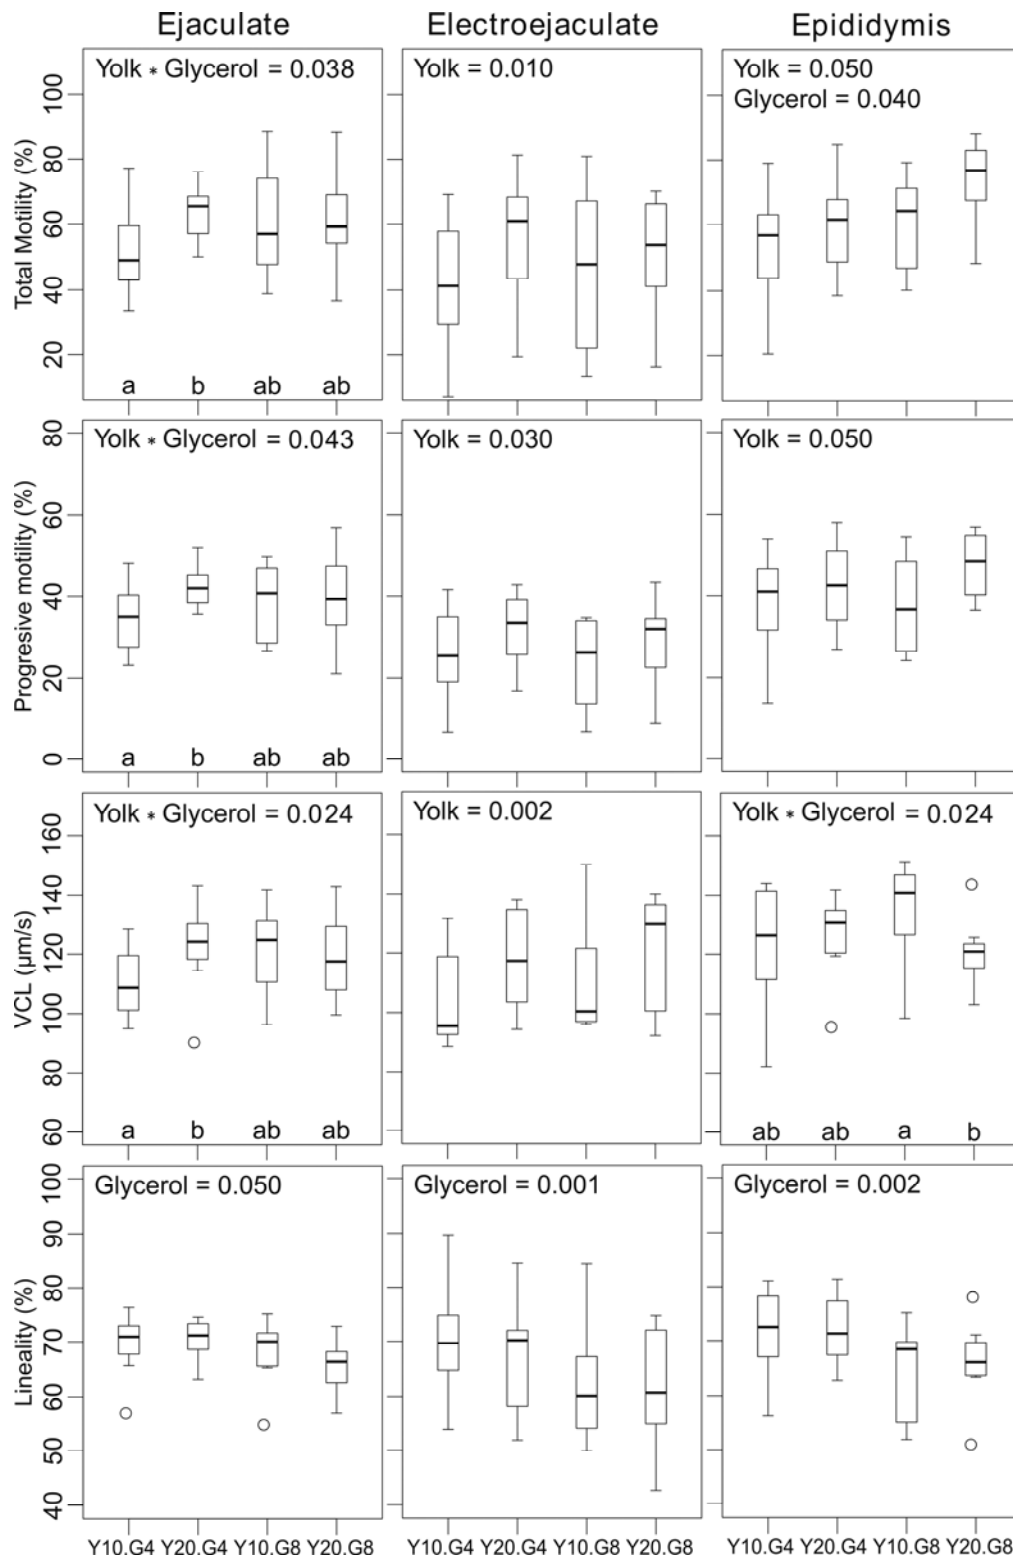 Ejaculate Electroejaculate Epididymis
Total Motility (%)
100
80
60
40
20
Yolk * Glycerol = 0.038
a b ab ab
Yolk = 0.010
Yolk = 0.050
Glycerol = 0.040
Progresive motility (%)
80
60
40
20
0
Yolk * Glycerol = 0.043
a b ab ab
Yolk = 0.030
Yolk = 0.050
VCL (µm/s)
160
140
120
100
80
60
Yolk * Glycerol = 0.024
a b ab ab
Yolk = 0.002
Yolk * Glycerol = 0.024
ab ab a b
Lineality (%)
100
90
80
70
60
50
40
Glycerol = 0.050
Glycerol = 0.001
Glycerol = 0.002
Y10.G4 Y20.G4 Y10.G8 Y20.G8
Y10.G4 Y20.G4 Y10.G8 Y20.G8
Y10.G4 Y20.G4 Y10.G8 Y20.G8